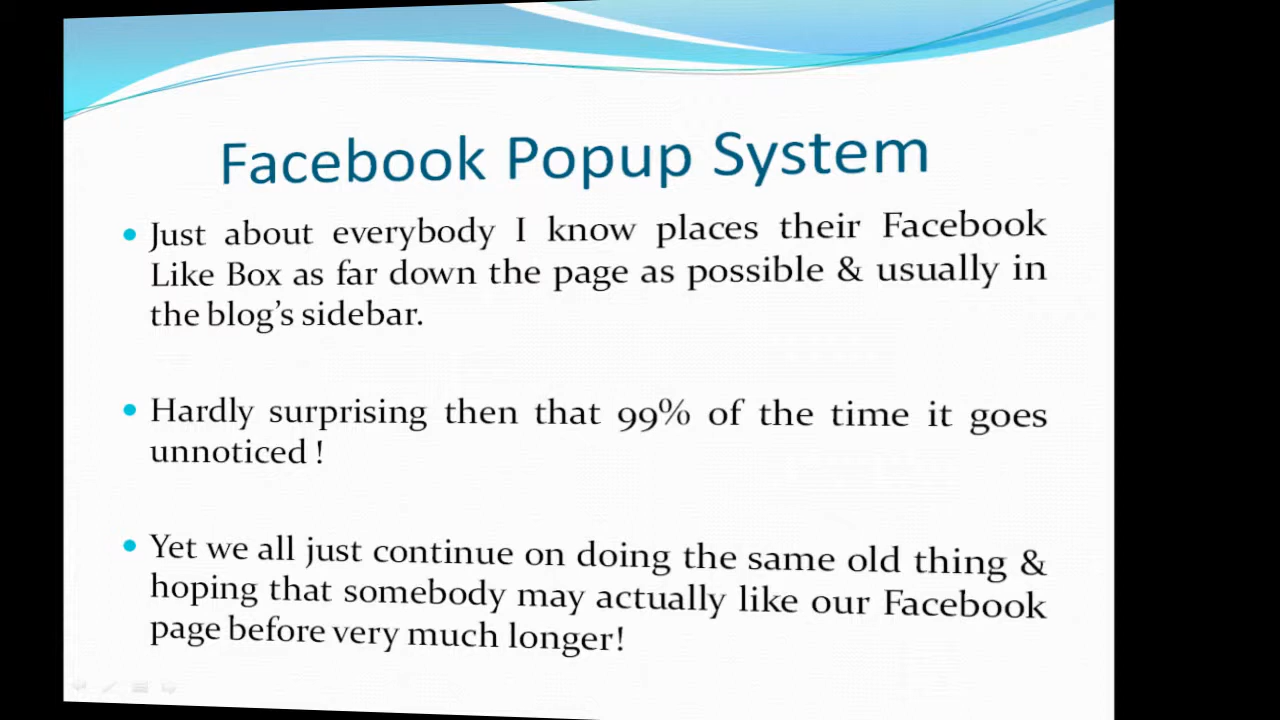 Facebook Popup System
• Just about everybody I know places their Facebook
Like Box as far down the page as possible & usually in
the blog’s sidebar.
• Hardly surprising then that 99% of the time it goes
unnoticed !
• Yet we all just continue on doing the same old thing &
hoping that somebody may actually like our Facebook
page before very much longer!